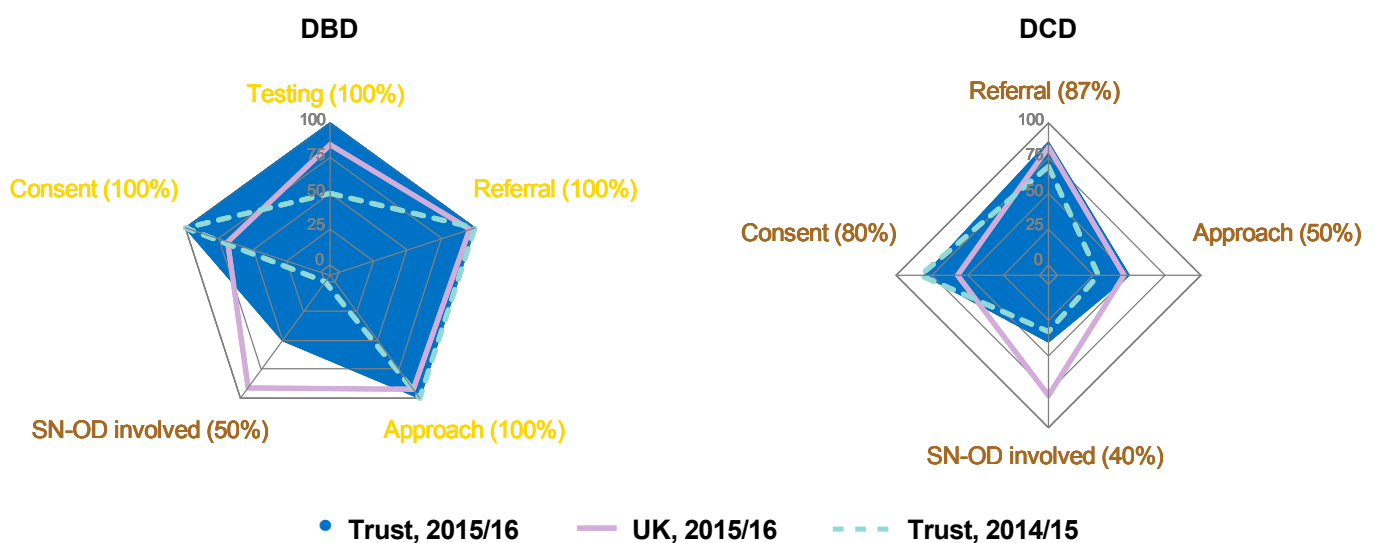 DBD
Testing (100%)
100
75
50
25
0
Consent (100%)
Referral (100%)
SN-OD involved (50%)
Approach (100%)
DCD
Referral (87%)
100
75
50
25
0
Consent (80%)
Approach (50%)
SN-OD involved (40%)
Trust, 2015/16
UK, 2015/16
Trust, 2014/15